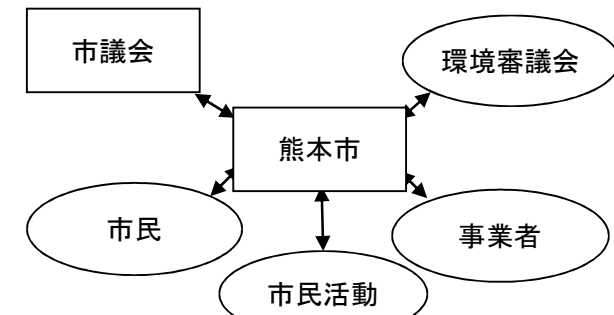 市議会
環境審議会
熊本市
市民
事業者
市民活動